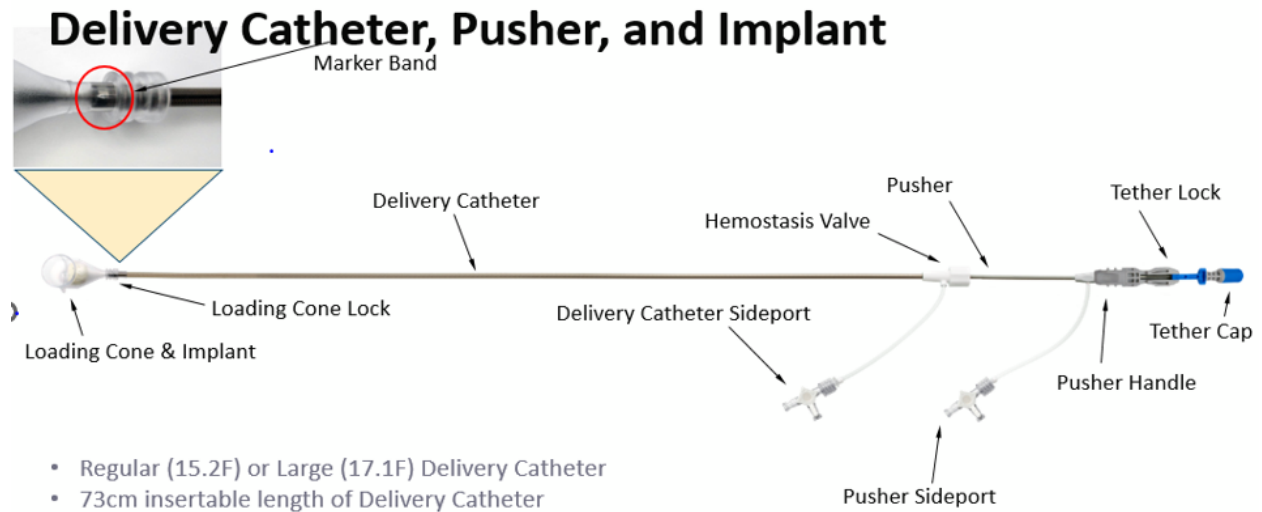 Delivery Catheter, Pusher, and Implant
Marker Band
Pusher
Tether Lock
Delivery Catheter
Hemostasis Valve
Loading Cone Lock
Delivery Catheter Sideport
Tether Cap
Loading Cone & Implant
Pusher Handle
• Regular (15.2F) or Large (17.1F) Delivery Catheter
• 73cm insertable length of Delivery Catheter
Pusher Sideport